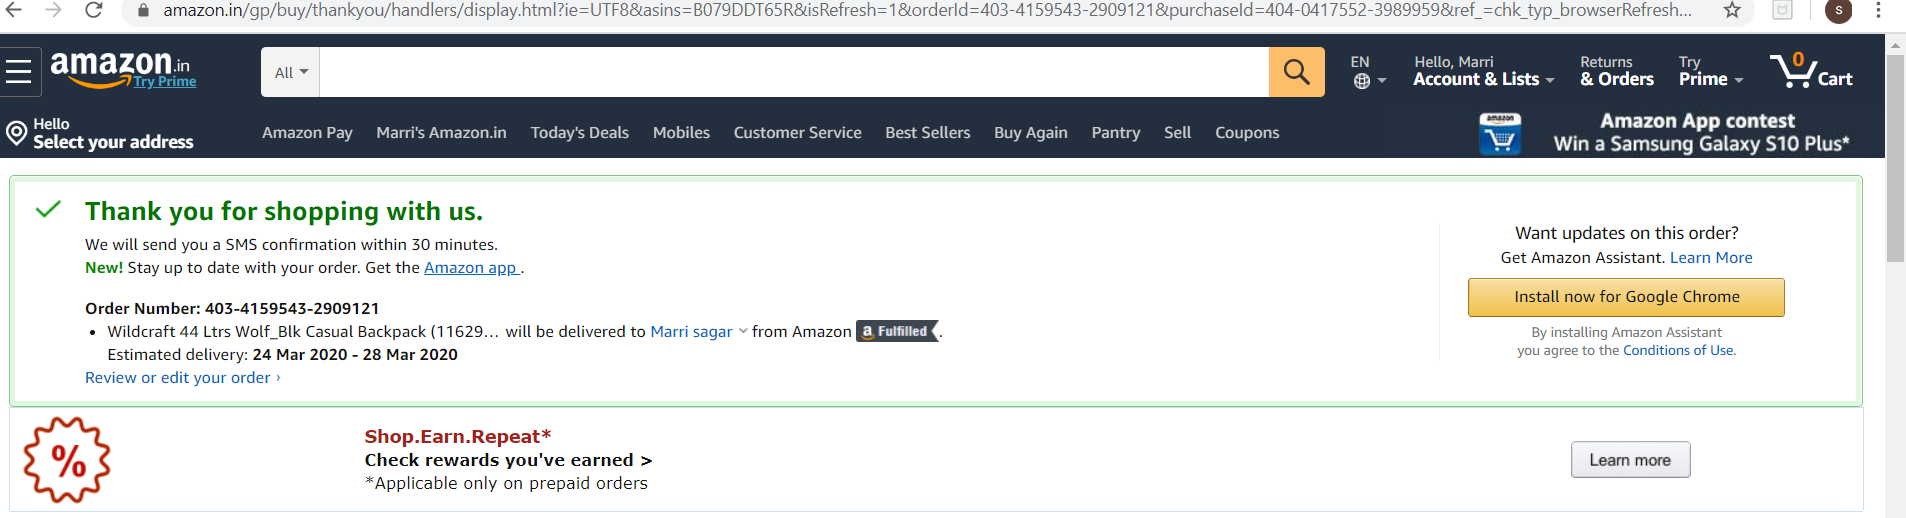 amazon.in/gp/buy/thankyou/handlers/display.html?ie=UTF8&asins=B079DDT65R&isRefresh=1&orderId=403-4159543-2909121&purchaseId=404-0417552-3989959&ref_=chk_typ_browserRefresh...
S
amazon.in
Try Prime
All
EN
Hello, Marri
Account & Lists
Returns
& Orders
Try
Prime
0
Cart
Hello
Select your address
Amazon Pay Marri's Amazon.in Today's Deals Mobiles Customer Service Best Sellers Buy Again Pantry Sell Coupons
amazon
Amazon App contest
Win a Samsung Galaxy S10 Plus*
Thank you for shopping with us.
We will send you a SMS confirmation within 30 minutes.
New! Stay up to date with your order. Get the Amazon app .
Order Number: 403-4159543-2909121
• Wildcraft 44 Ltrs Wolf_Blk Casual Backpack (11629... will be delivered to Marri sagar from Amazon a Fulfilled.
Estimated delivery: 24 Mar 2020 - 28 Mar 2020
Review or edit your order ›
Want updates on this order?
Get Amazon Assistant. Learn More
Install now for Google Chrome
By installing Amazon Assistant
you agree to the Conditions of Use.
%
Shop.Earn.Repeat*
Check rewards you've earned >
*Applicable only on prepaid orders
Learn more